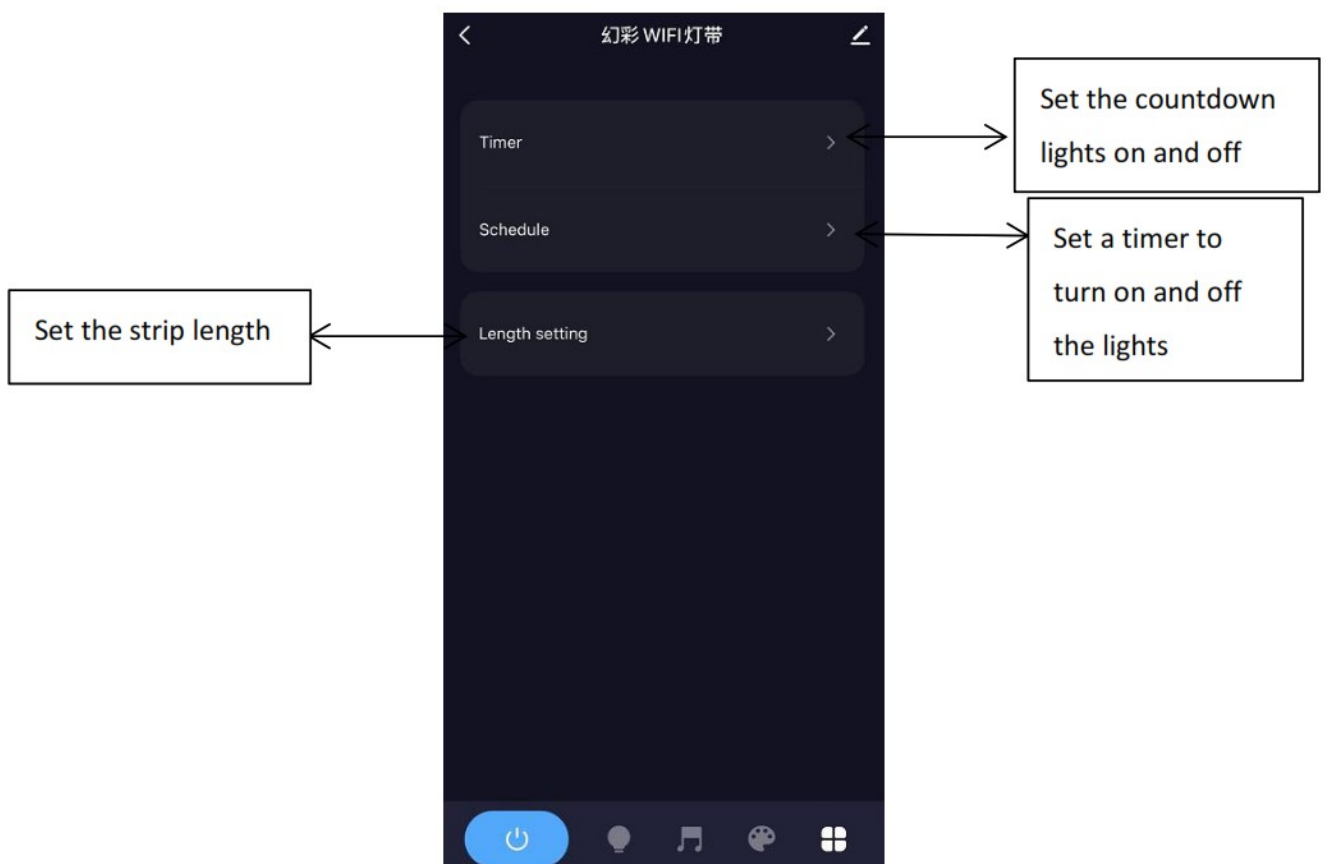 幻彩 WIFI灯带
Timer
Set the countdown
lights on and off
Schedule
Set a timer to
turn on and off
the lights
Set the strip length
Length setting